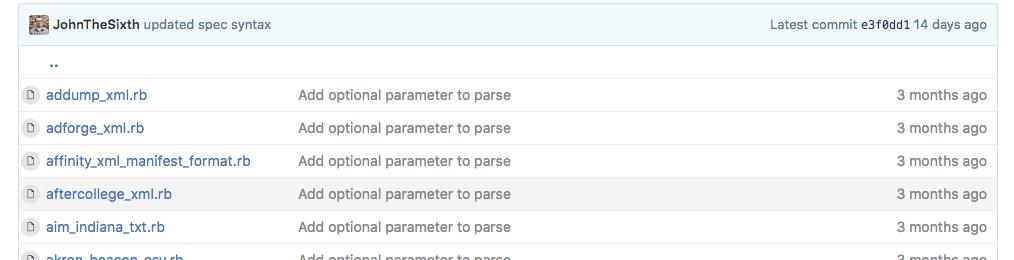 JohnTheSixth updated spec syntax Latest commit e3f0dd1 14 days ago
..
addump_xml.rb Add optional parameter to parse 3 months ago
adforge_xml.rb Add optional parameter to parse 3 months ago
affinity_xml_manifest_format.rb Add optional parameter to parse 3 months ago
aftercollege_xml.rb Add optional parameter to parse 3 months ago
aim_indiana_txt.rb Add optional parameter to parse 3 months ago
akron_beacon_csv.rb Add optional parameter to parse 3 months ago